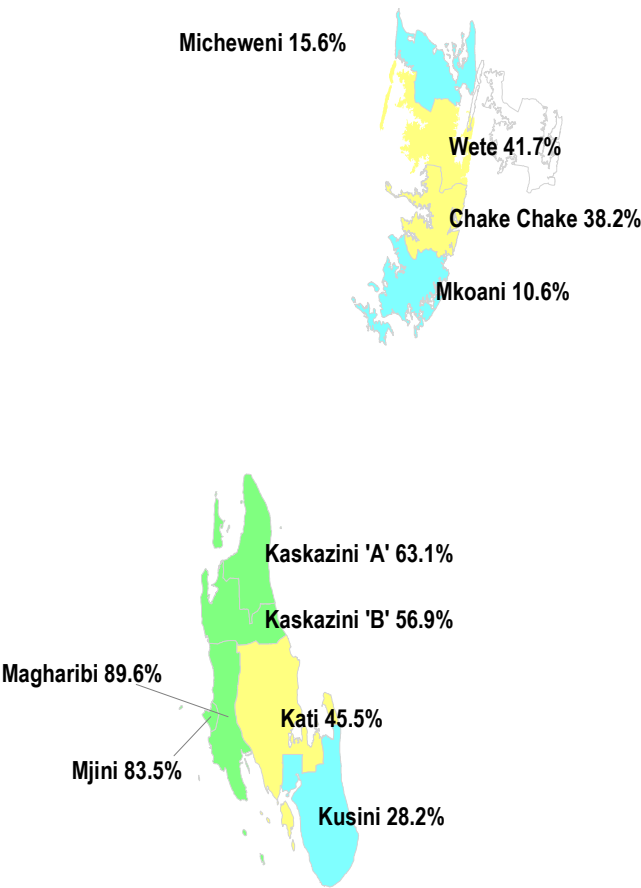 Micheweni 15.6%
Wete 41.7%
Chake Chake 38.2%
Mkoani 10.6%
Kaskazini 'A' 63.1%
Kaskazini 'B' 56.9%
Magharibi 89.6%
Kati 45.5%
Mjini 83.5%
Kusini 28.2%